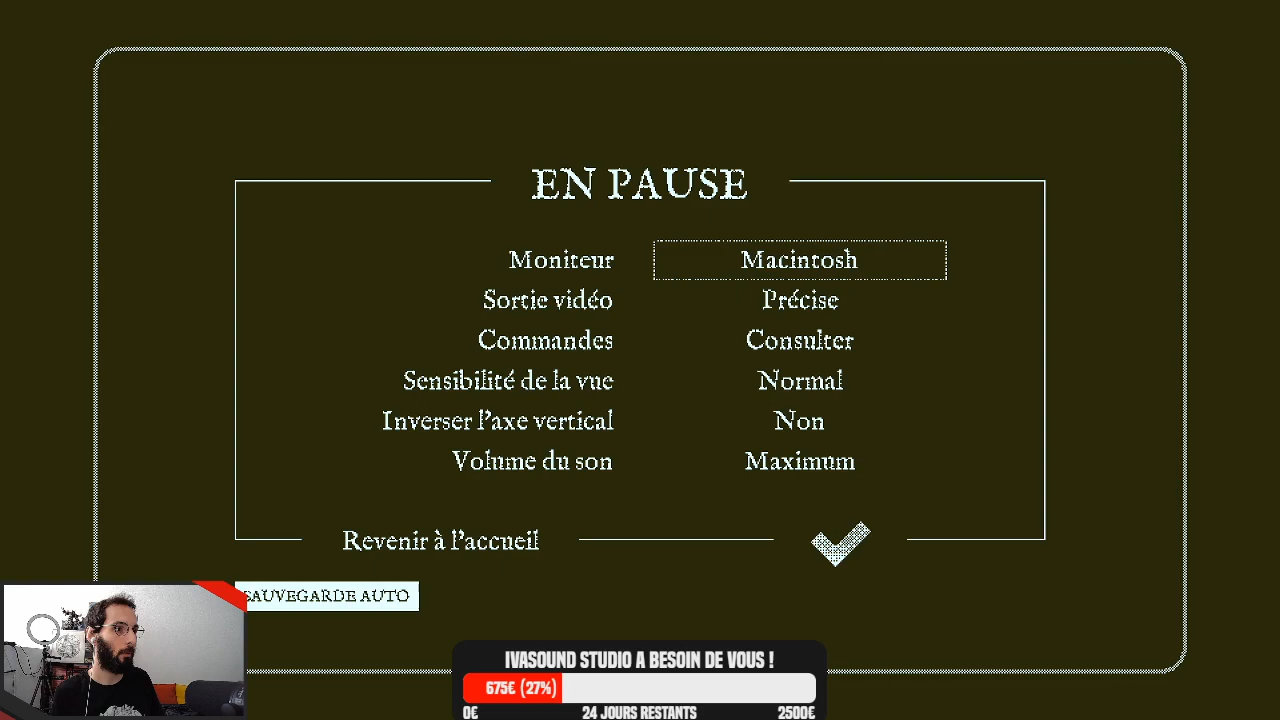 EN PAUSE
Moniteur Macintosh
Sortie vidéo Précise
Commandes Consulter
Sensibilité de la vue Normal
Inverser l'axe vertical Non
Volume du son Maximum
Revenir à l'accueil
SAUVEGARDE AUTO
IVASOUND STUDIO A BESOIN DE VOUS !
675€ (27%)
0€ 24 JOURS RESTANTS 2500€